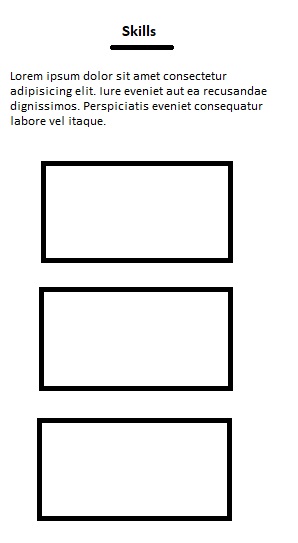 Skills
Lorem ipsum dolor sit amet consectetur
adipisicing elit. Iure eveniet aut ea recusandae
dignissimos. Perspiciatis eveniet consequatur
labore vel itaque.